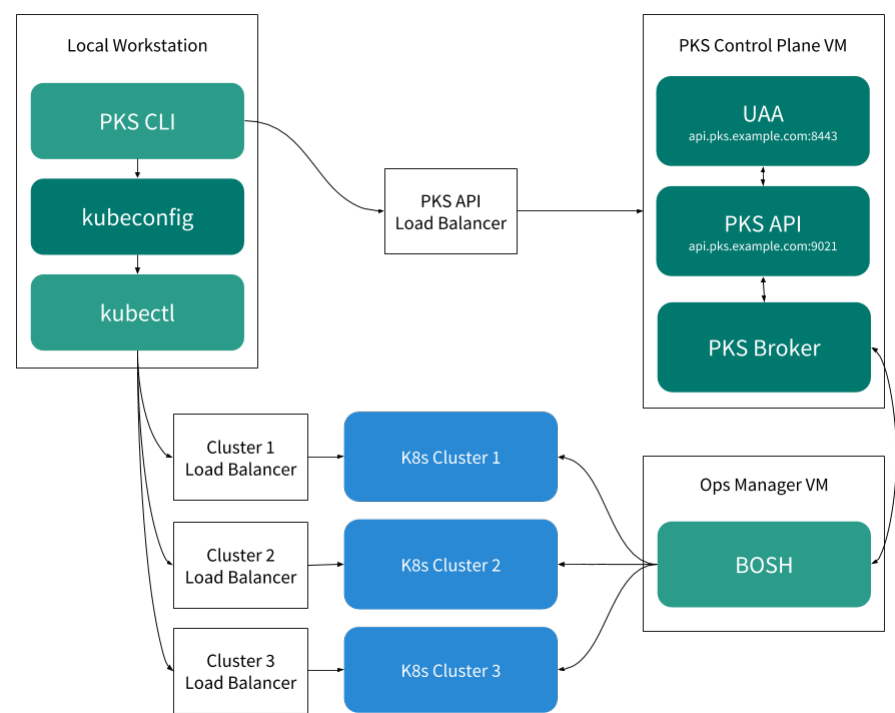 Local Workstation
PKS CLI
kubeconfig
kubectl
PKS API
Load Balancer
PKS Control Plane VM
UAA
api.pks.example.com:8443
PKS API
api.pks.example.com:9021
PKS Broker
Cluster 1
Load Balancer
K8s Cluster 1
Cluster 2
Load Balancer
K8s Cluster 2
Cluster 3
Load Balancer
K8s Cluster 3
Ops Manager VM
BOSH